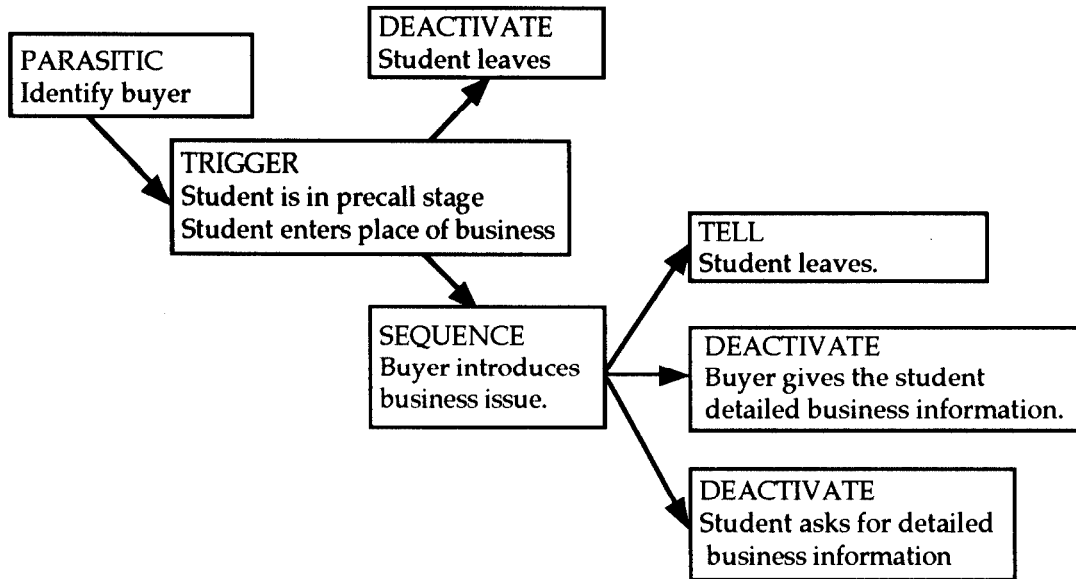 PARASITIC
Identify buyer
DEACTIVATE
Student leaves
TRIGGER
Student is in precall stage
Student enters place of business
SEQUENCE
Buyer introduces
business issue.
TELL
Student leaves.
DEACTIVATE
Buyer gives the student
detailed business information.
DEACTIVATE
Student asks for detailed
business information